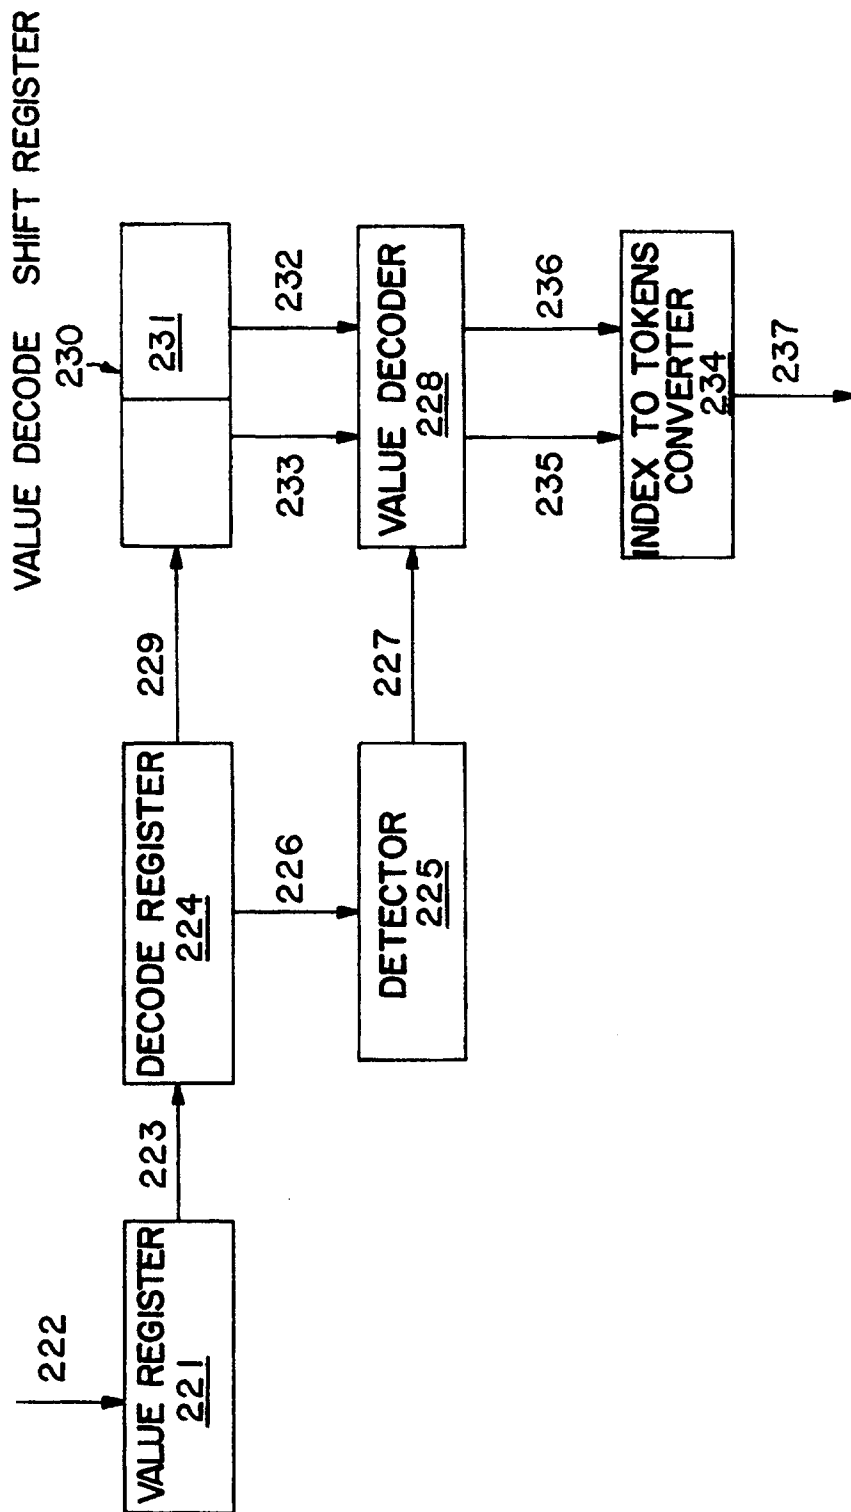 VALUE DECODE SHIFT REGISTER
222
VALUE REGISTER
221
223
DECODE REGISTER
224
229
230
231
226
DETECTOR
225
227
233
232
VALUE DECODER
228
235
236
INDEX TO TOKENS
CONVERTER
234
237